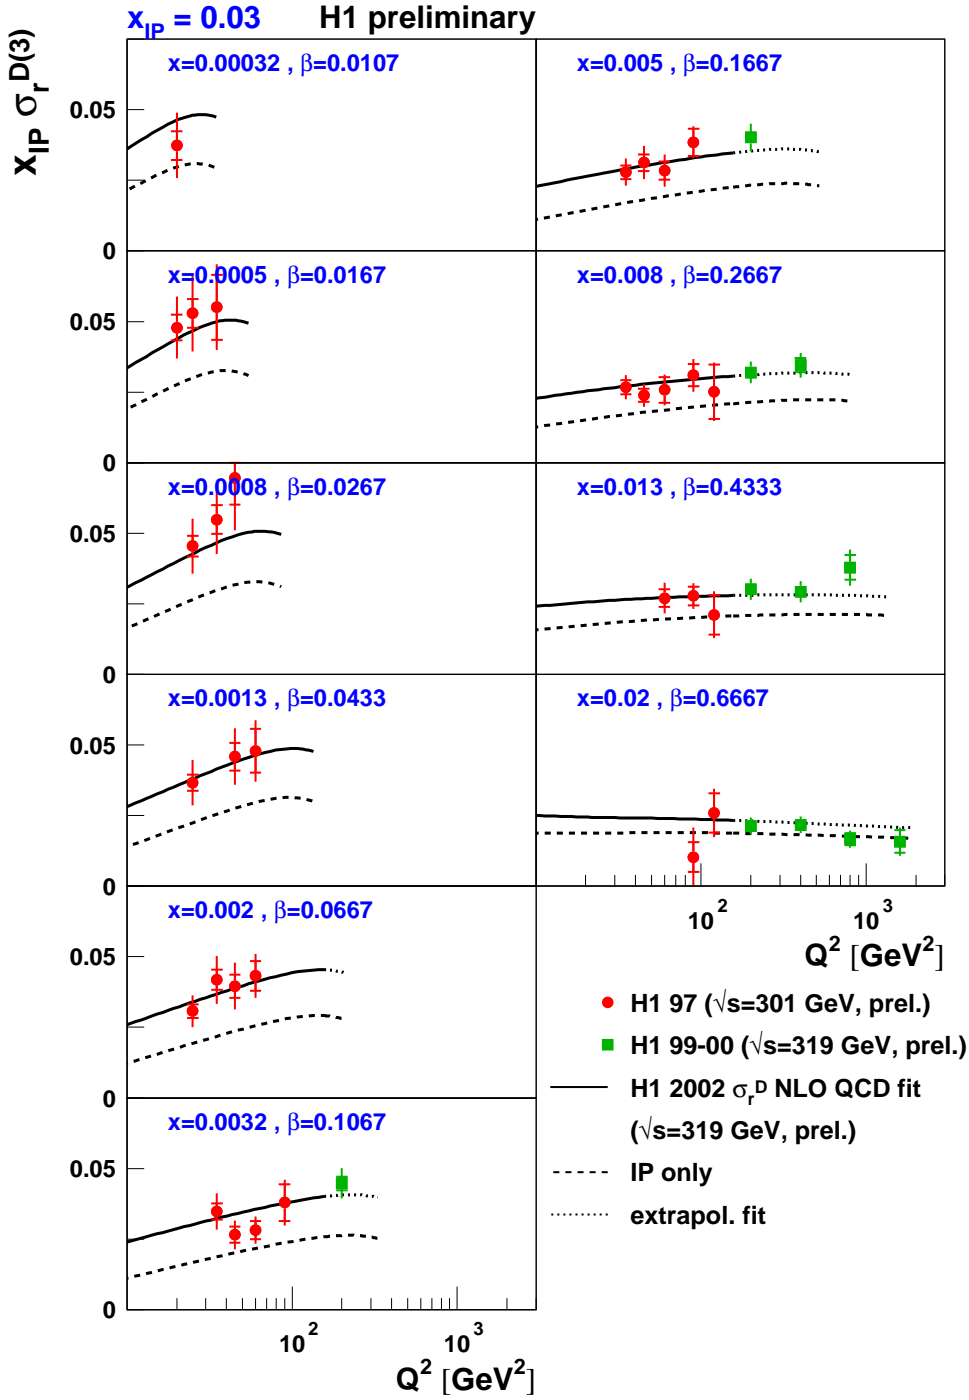 x_IP = 0.03 H1 preliminary
x_IP σ_r^D(3)
x=0.00032 , β=0.0107
x=0.005 , β=0.1667
0.05
0
x=0.0005 , β=0.0167
x=0.008 , β=0.2667
0.05
0
x=0.0008 , β=0.0267
x=0.013 , β=0.4333
0.05
0
x=0.0013 , β=0.0433
x=0.02 , β=0.6667
0.05
0
10^2 10^3
Q^2 [GeV^2]
x=0.002 , β=0.0667
0.05
0
x=0.0032 , β=0.1067
0.05
0
10^2 10^3
Q^2 [GeV^2]
H1 97 (√s=301 GeV, prel.)
H1 99-00 (√s=319 GeV, prel.)
H1 2002 σ_r^D NLO QCD fit
(√s=319 GeV, prel.)
IP only
extrapol. fit